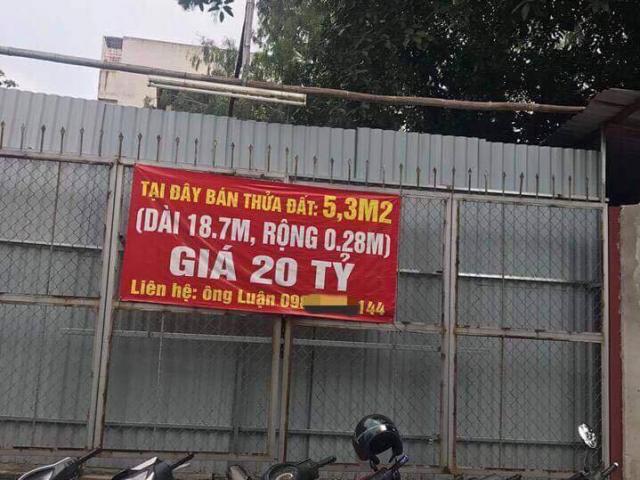 TẠI ĐÂY BÁN THỬA ĐẤT: 5,3M2
(DÀI 18.7M, RỘNG 0.28M)
GIÁ 20 TỶ
Liên hệ: ông Luận 098 144